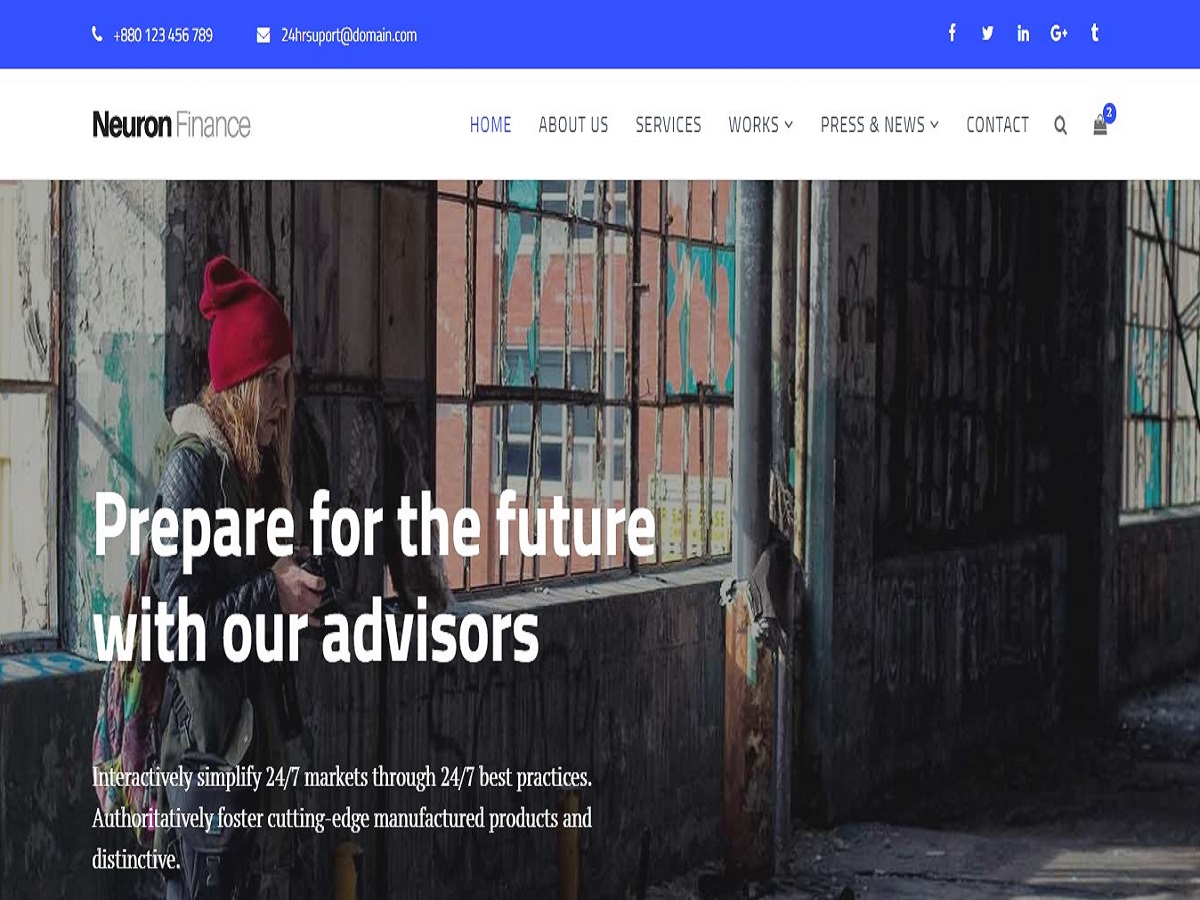 +880 123 456 789 24hrsuport@domain.com
Neuron Finance HOME ABOUT US SERVICES WORKS PRESS & NEWS CONTACT 2
Prepare for the future
with our advisors
Interactively simplify 24/7 markets through 24/7 best practices.
Authoritatively foster cutting-edge manufactured products and
distinctive.